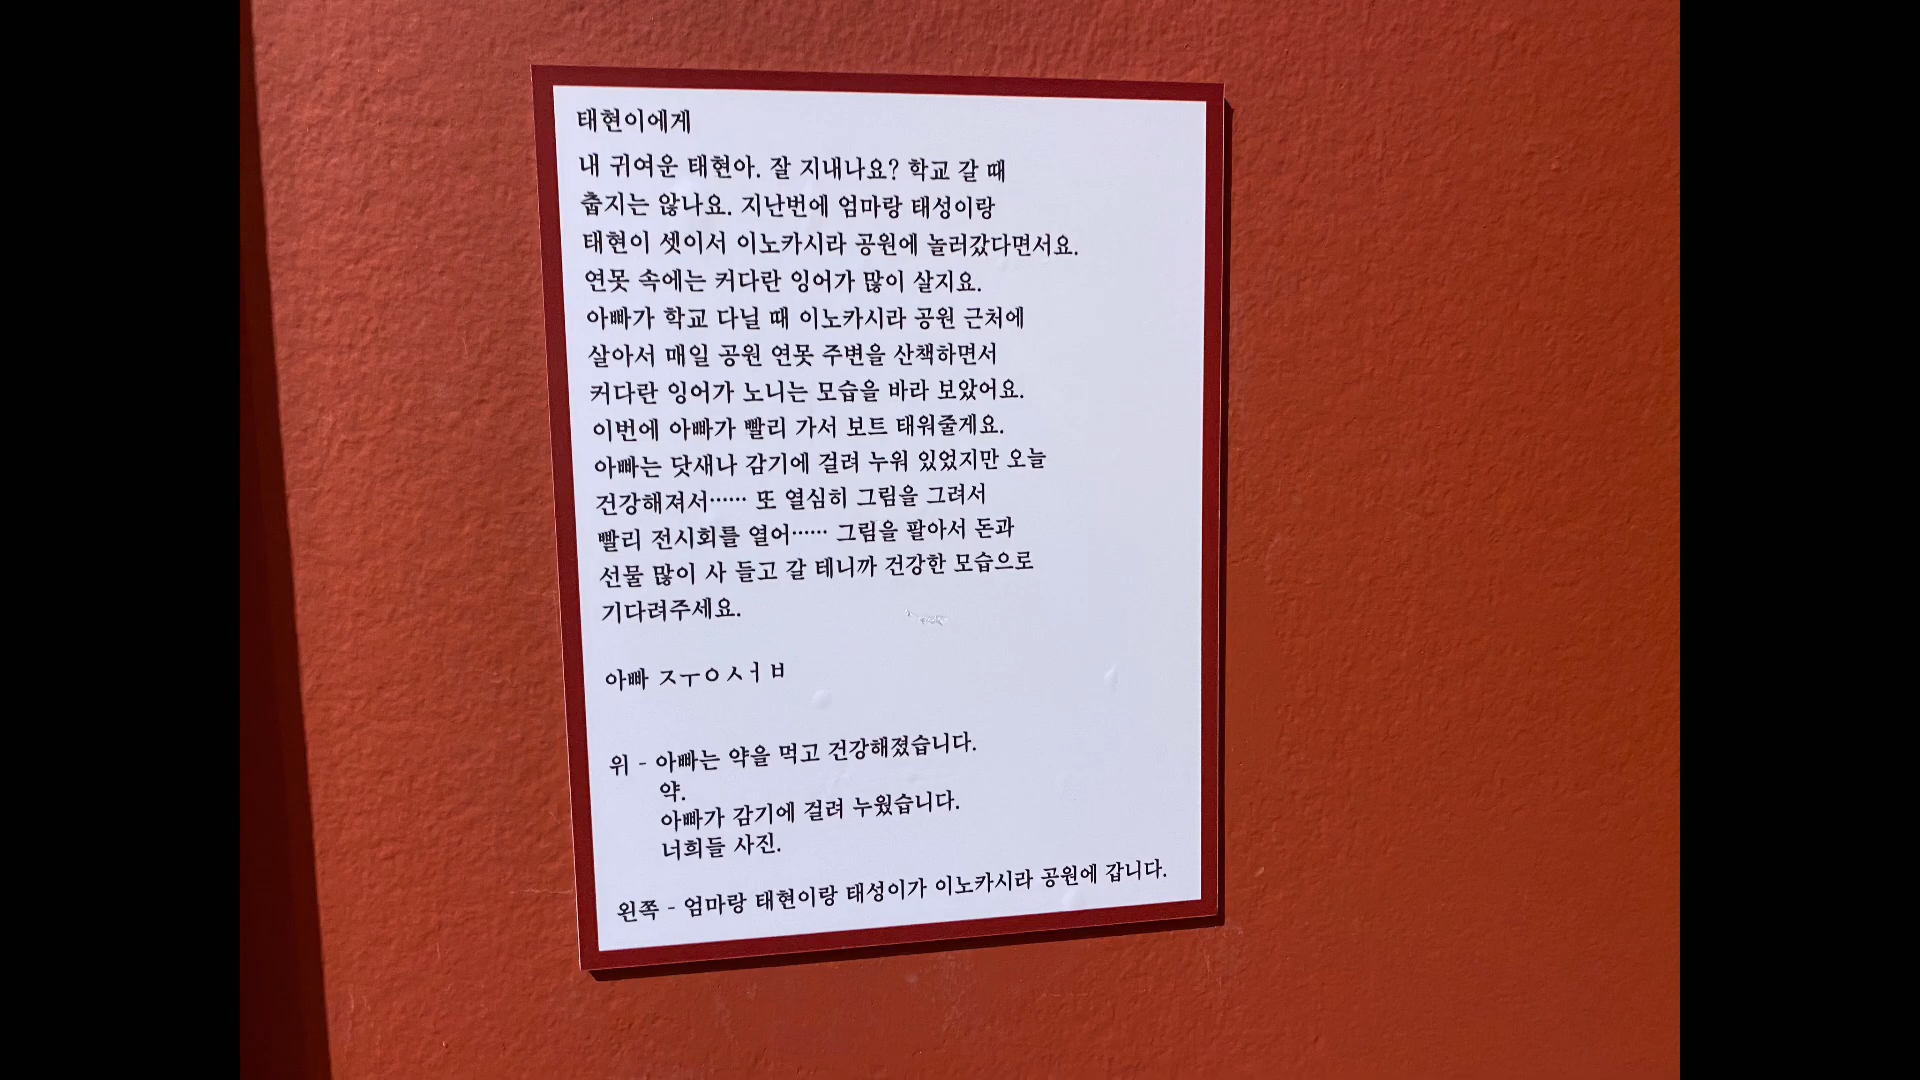 태현이에게
내 귀여운 태현아. 잘 지내나요? 학교 갈 때
춥지는 않나요. 지난번에 엄마랑 태성이랑
태현이 셋이서 이노카시라 공원에 놀러갔다면서요.
연못 속에는 커다란 잉어가 많이 살지요.
아빠가 학교 다닐 때 이노카시라 공원 근처에
살아서 매일 공원 연못 주변을 산책하면서
커다란 잉어가 노니는 모습을 바라 보았어요.
이번에 아빠가 빨리 가서 보트 태워줄게요.
아빠는 닷새나 감기에 걸려 누워 있었지만 오늘
건강해져서…… 또 열심히 그림을 그려서
빨리 전시회를 열어…… 그림을 팔아서 돈과
선물 많이 사 들고 갈 테니까 건강한 모습으로
기다려주세요.
아빠 ㅈㅜㅇㅅㅓㅂ
위 - 아빠는 약을 먹고 건강해졌습니다.
약.
아빠가 감기에 걸려 누웠습니다.
너희들 사진.
왼쪽 - 엄마랑 태현이랑 태성이가 이노카시라 공원에 갑니다.